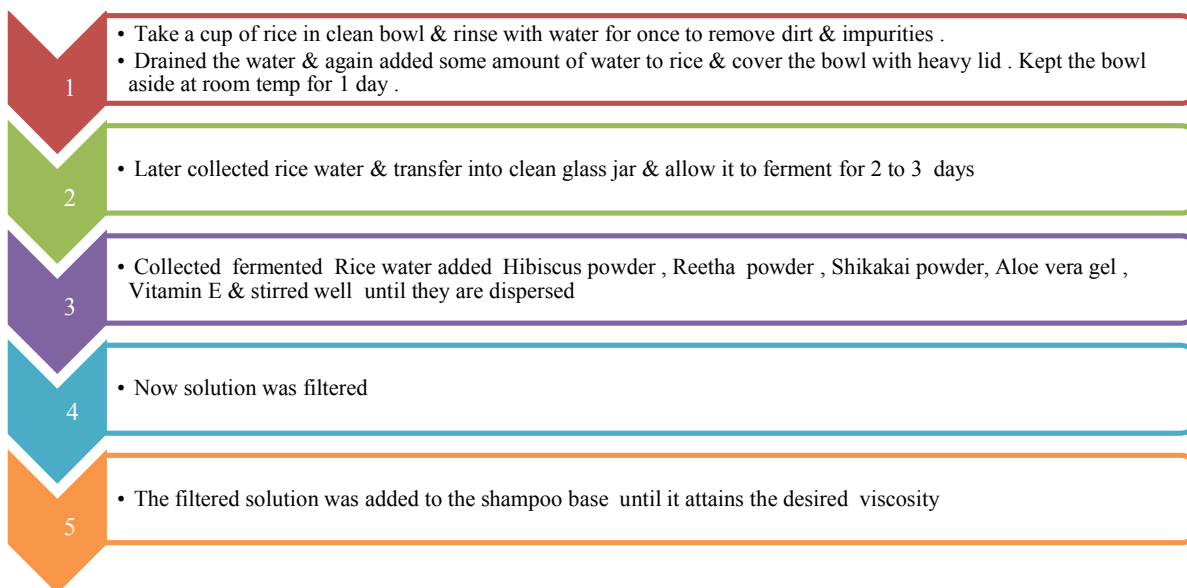 1
• Take a cup of rice in clean bowl & rinse with water for once to remove dirt & impurities .
• Drained the water & again added some amount of water to rice & cover the bowl with heavy lid . Kept the bowl
aside at room temp for 1 day .
2
• Later collected rice water & transfer into clean glass jar & allow it to ferment for 2 to 3 days
3
• Collected fermented Rice water added Hibiscus powder , Reetha powder , Shikakai powder, Aloe vera gel ,
Vitamin E & stirred well until they are dispersed
4
• Now solution was filtered
5
• The filtered solution was added to the shampoo base until it attains the desired viscosity